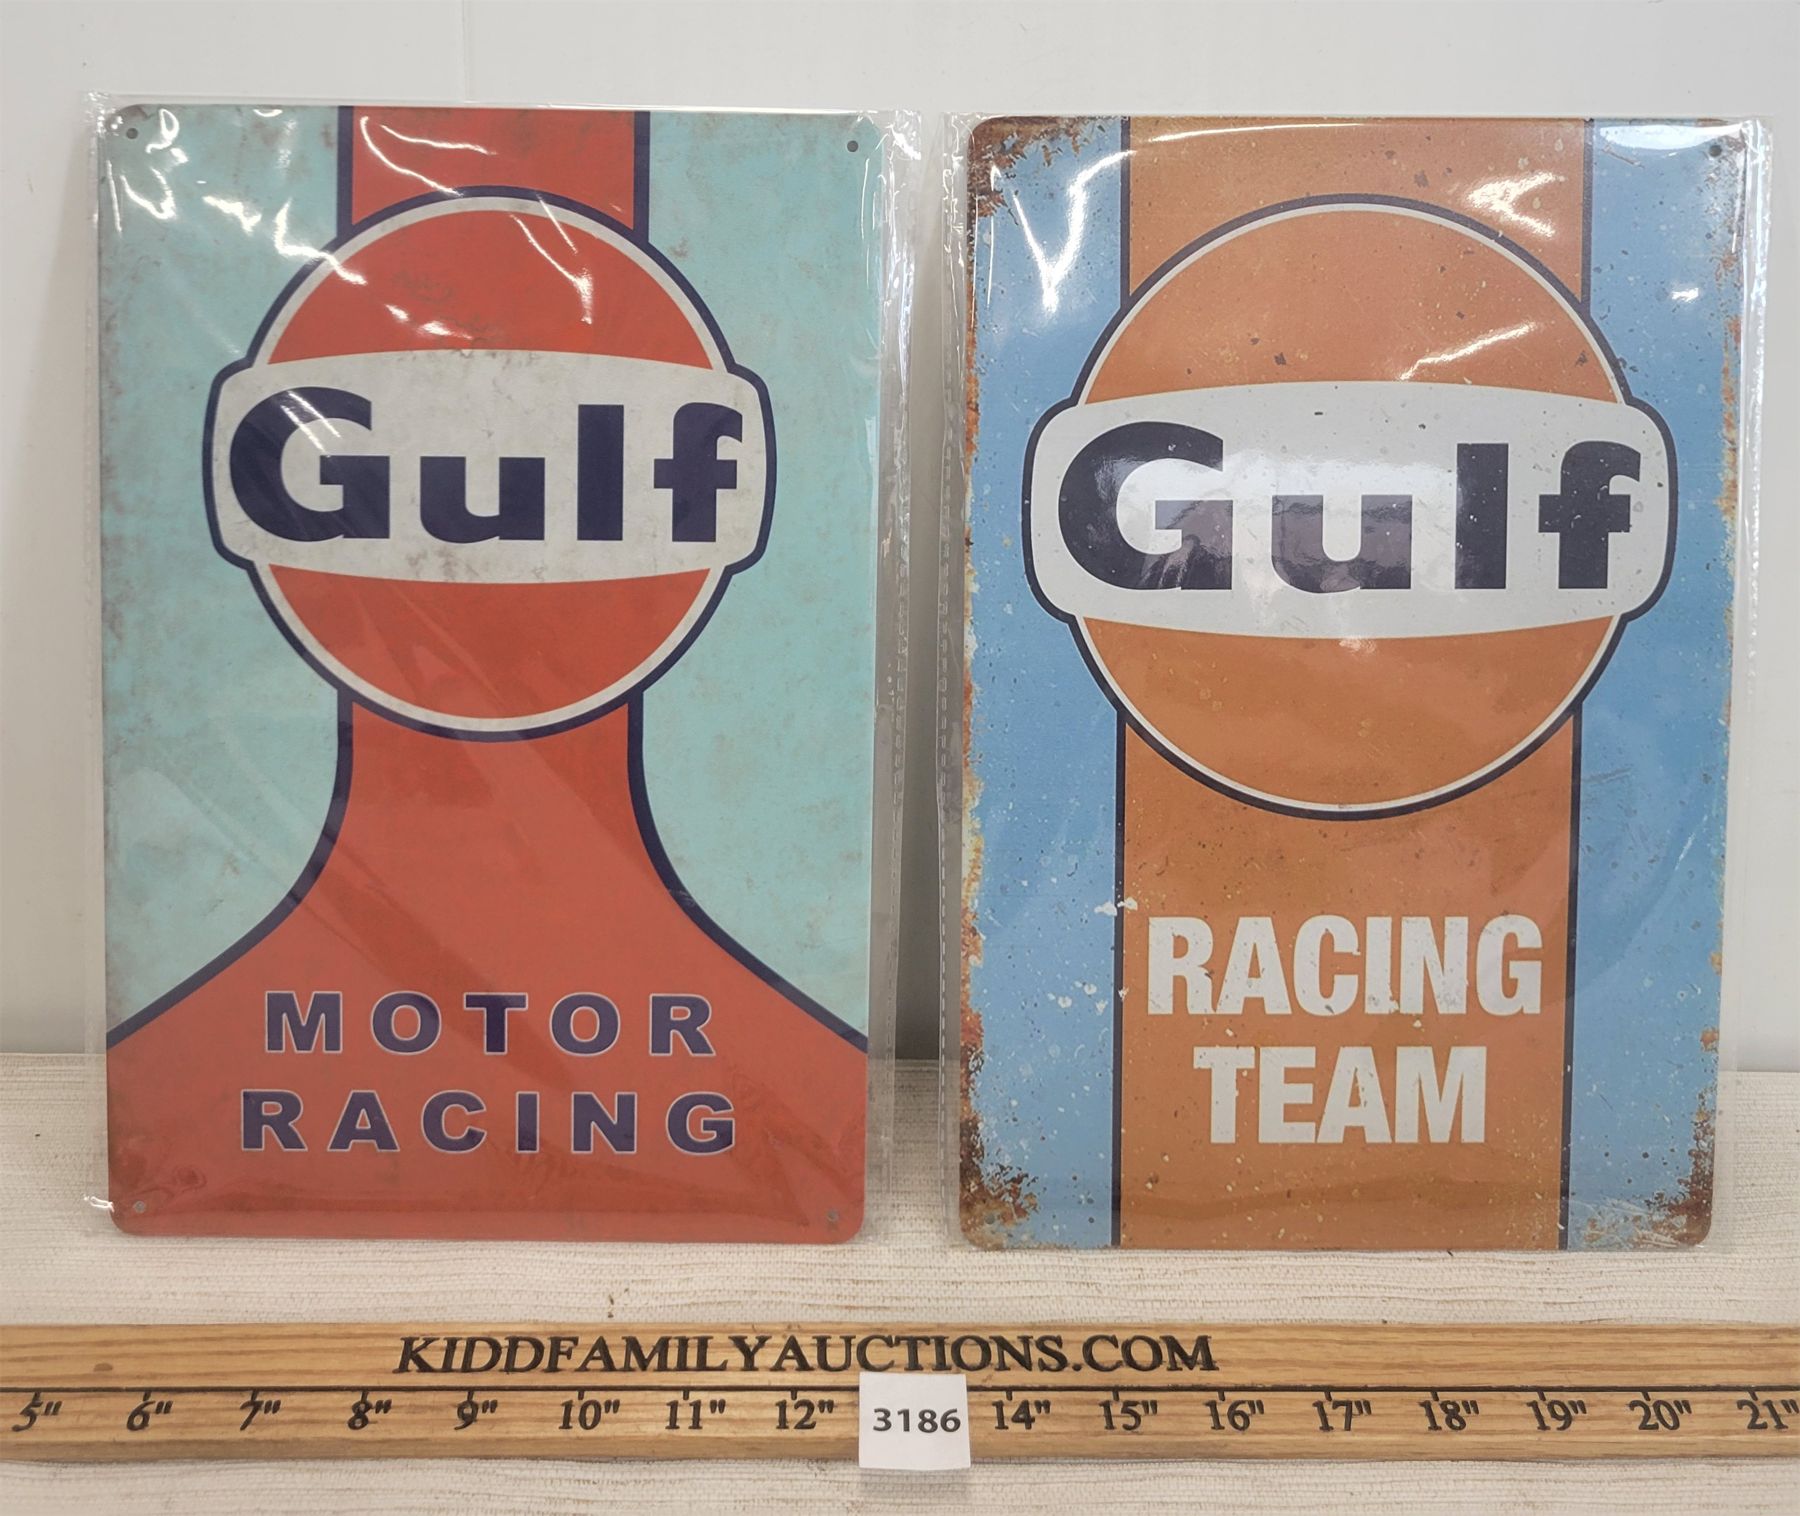 Gulf
MOTOR
RACING
Gulf
RACING
TEAM
KIDDFAMILYAUCTIONS.COM
5" 6" 7" 8" 9" 10" 11" 12" 3186 14" 15" 16" 17" 18" 19" 20" 21"